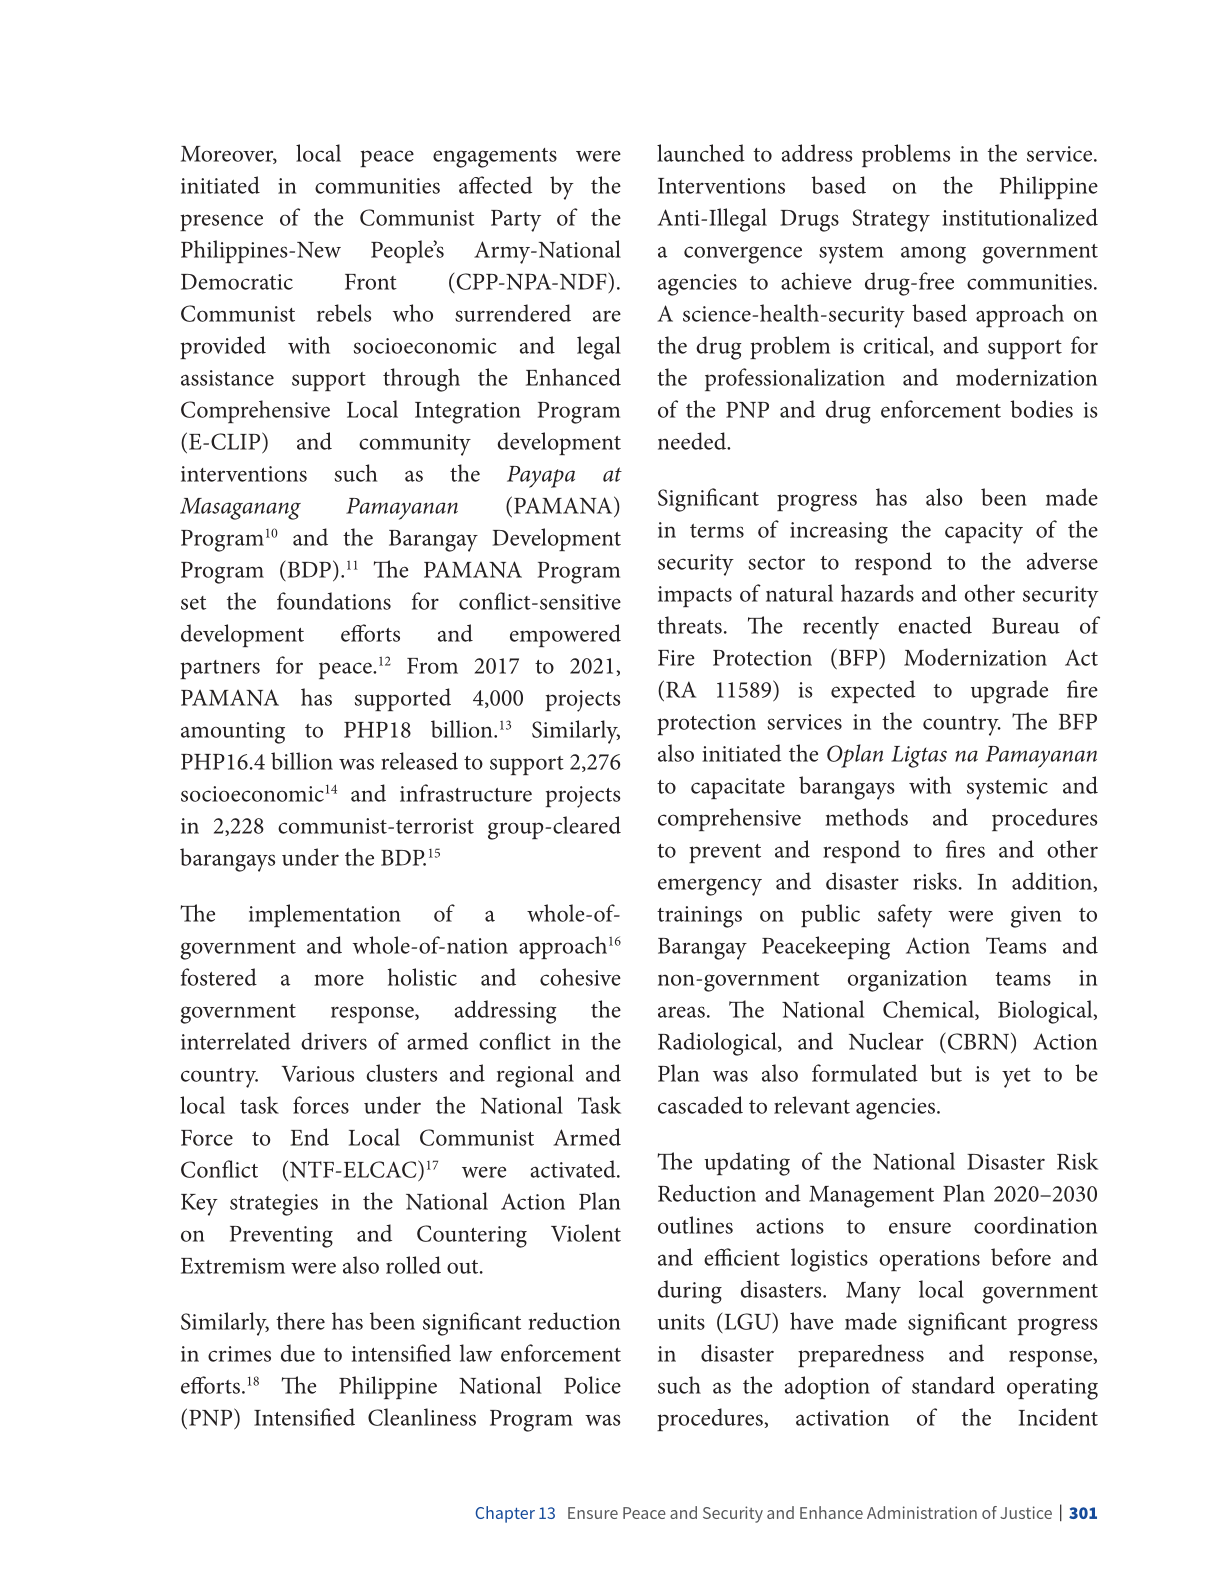 Moreover, local peace engagements were
initiated in communities affected by the
presence of the Communist Party of the
Philippines-New People's Army-National
Democratic Front (CPP-NPA-NDF).
Communist rebels who surrendered are
provided with socioeconomic and legal
assistance support through the Enhanced
Comprehensive Local Integration Program
(E-CLIP) and community development
interventions such as the Payapa at
Masaganang Pamayanan (PAMANA)
Program¹⁰ and the Barangay Development
Program (BDP).¹¹ The PAMANA Program
set the foundations for conflict-sensitive
development efforts and empowered
partners for peace.¹² From 2017 to 2021,
PAMANA has supported 4,000 projects
amounting to PHP18 billion.¹³ Similarly,
PHP16.4 billion was released to support 2,276
socioeconomic¹⁴ and infrastructure projects
in 2,228 communist-terrorist group-cleared
barangays under the BDP.¹⁵
The implementation of a whole-of-
government and whole-of-nation approach¹⁶
fostered a more holistic and cohesive
government response, addressing the
interrelated drivers of armed conflict in the
country. Various clusters and regional and
local task forces under the National Task
Force to End Local Communist Armed
Conflict (NTF-ELCAC)¹⁷ were activated.
Key strategies in the National Action Plan
on Preventing and Countering Violent
Extremism were also rolled out.
Similarly, there has been significant reduction
in crimes due to intensified law enforcement
efforts.¹⁸ The Philippine National Police
(PNP) Intensified Cleanliness Program was
launched to address problems in the service.
Interventions based on the Philippine
Anti-Illegal Drugs Strategy institutionalized
a convergence system among government
agencies to achieve drug-free communities.
A science-health-security based approach on
the drug problem is critical, and support for
the professionalization and modernization
of the PNP and drug enforcement bodies is
needed.
Significant progress has also been made
in terms of increasing the capacity of the
security sector to respond to the adverse
impacts of natural hazards and other security
threats. The recently enacted Bureau of
Fire Protection (BFP) Modernization Act
(RA 11589) is expected to upgrade fire
protection services in the country. The BFP
also initiated the Oplan Ligtas na Pamayanan
to capacitate barangays with systemic and
comprehensive methods and procedures
to prevent and respond to fires and other
emergency and disaster risks. In addition,
trainings on public safety were given to
Barangay Peacekeeping Action Teams and
non-government organization teams in
areas. The National Chemical, Biological,
Radiological, and Nuclear (CBRN) Action
Plan was also formulated but is yet to be
cascaded to relevant agencies.
The updating of the National Disaster Risk
Reduction and Management Plan 2020–2030
outlines actions to ensure coordination
and efficient logistics operations before and
during disasters. Many local government
units (LGU) have made significant progress
in disaster preparedness and response,
such as the adoption of standard operating
procedures, activation of the Incident
Chapter 13 Ensure Peace and Security and Enhance Administration of Justice | 301